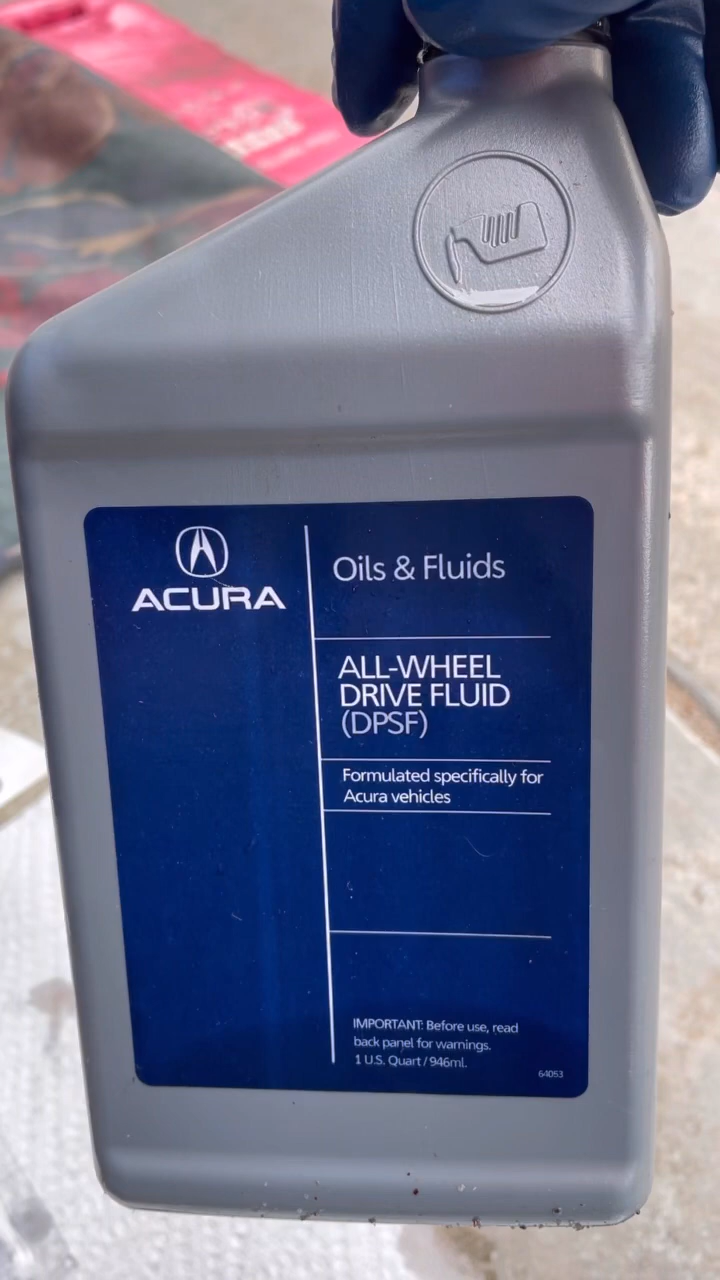 ACURA
Oils & Fluids
ALL-WHEEL
DRIVE FLUID
(DPSF)
Formulated specifically for
Acura vehicles
IMPORTANT: Before use, read
back panel for warnings.
1 U.S. Quart / 946ml.
64053